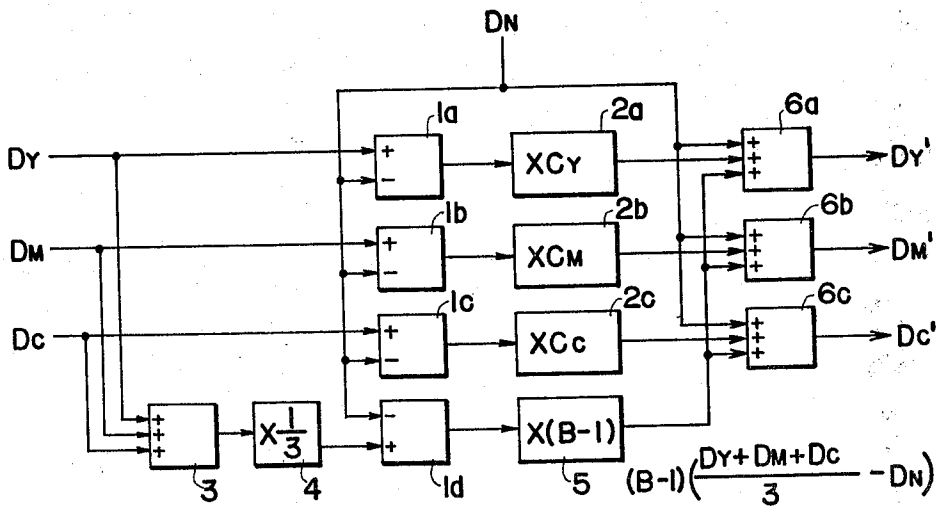 DN
1a 2a 6a
DY + − XCY + + + DY'
1b 2b 6b
DM + − XCM + + + DM'
1c 2c 6c
DC + − XCC + + + DC'
+ + + X 1/3 − + X(B-1)
3 4 1d 5 (B-1)(DY+DM+DC/3 -DN)